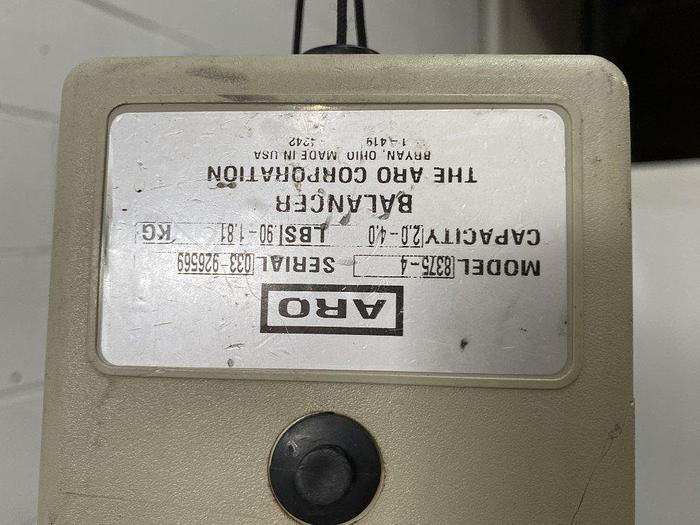 ARO
MODEL 8375-4 SERIAL 033-926569
CAPACITY 2.0-4.0 LBS .90-1.81 KG
BALANCER
THE ARO CORPORATION
BRYAN, OHIO MADE IN USA
1-419 4242